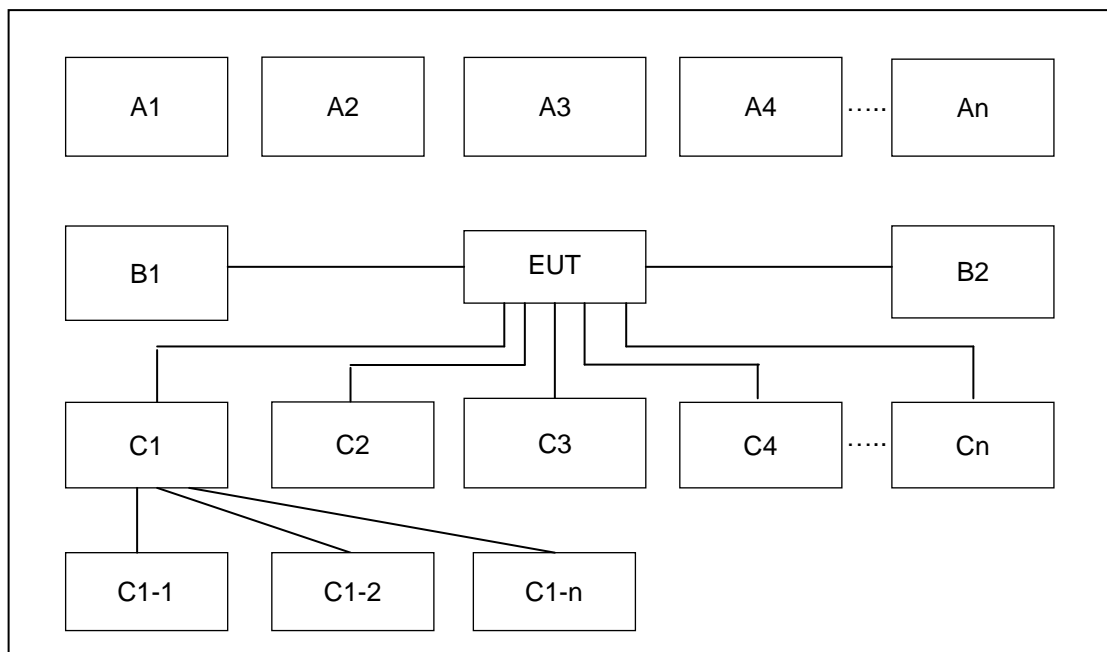 A1 A2 A3 A4 ..... An
B1 EUT B2
C1 C2 C3 C4 ..... Cn
C1-1 C1-2 C1-n